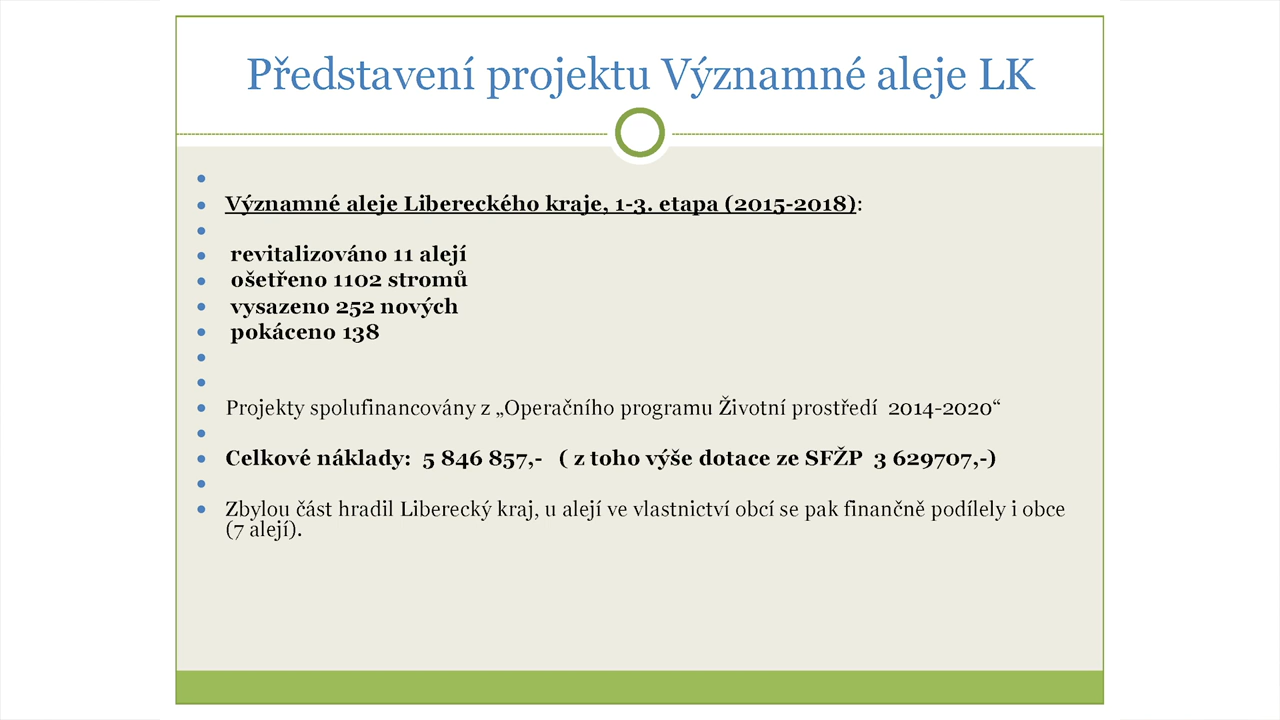 Představení projektu Významné aleje LK
Významné aleje Libereckého kraje, 1-3. etapa (2015-2018):
revitalizováno 11 alejí
ošetřeno 1102 stromů
vysazeno 252 nových
pokáceno 138
Projekty spolufinancovány z „Operačního programu Životní prostředí 2014-2020“
Celkové náklady: 5 846 857,- ( z toho výše dotace ze SFŽP 3 629707,-)
Zbylou část hradil Liberecký kraj, u alejí ve vlastnictví obcí se pak finančně podílely i obce
(7 alejí).